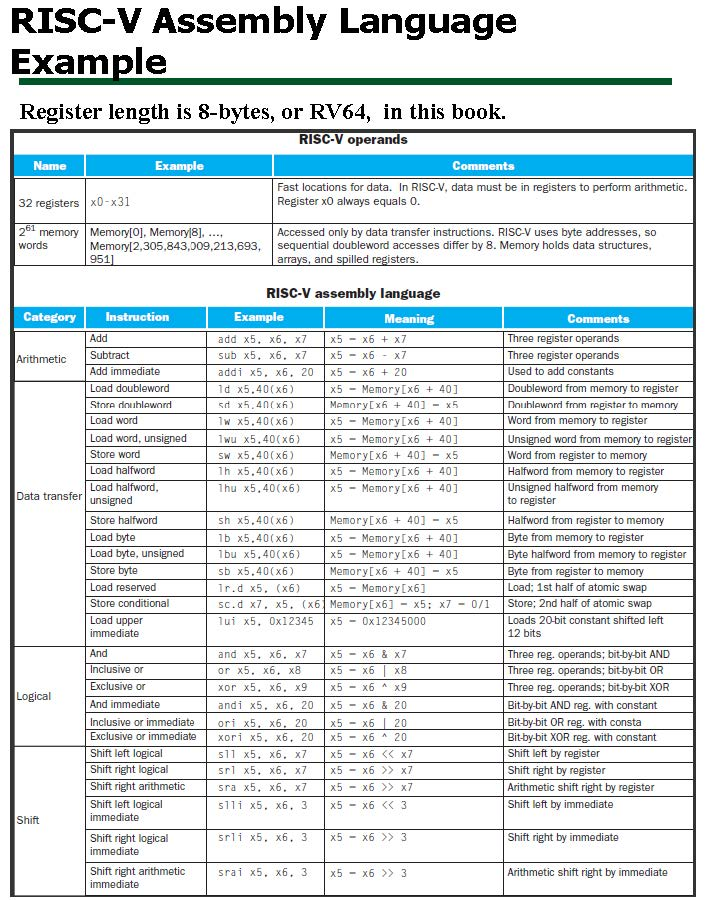 RISC-V Assembly Language
Example
Register length is 8-bytes, or RV64, in this book.
RISC-V operands
Name Example Comments
32 registers x0-x31 Fast locations for data. In RISC-V, data must be in registers to perform arithmetic.
Register x0 always equals 0.
2^61 memory words Memory[0], Memory[8], ..., Memory[2,305,843,009,213,693,951] Accessed only by data transfer instructions. RISC-V uses byte addresses, so
sequential doubleword accesses differ by 8. Memory holds data structures,
arrays, and spilled registers.
RISC-V assembly language
Category Instruction Example Meaning Comments
Arithmetic
Add add x5, x6, x7 x5 = x6 + x7 Three register operands
Subtract sub x5, x6, x7 x5 = x6 - x7 Three register operands
Add immediate addi x5, x6, 20 x5 = x6 + 20 Used to add constants
Data transfer
Load doubleword ld x5,40(x6) x5 = Memory[x6 + 40] Doubleword from memory to register
Store doubleword sd x5,40(x6) Memory[x6 + 40] = x5 Doubleword from register to memory
Load word lw x5,40(x6) x5 = Memory[x6 + 40] Word from memory to register
Load word, unsigned lwu x5,40(x6) x5 = Memory[x6 + 40] Unsigned word from memory to register
Store word sw x5,40(x6) Memory[x6 + 40] = x5 Word from register to memory
Load halfword lh x5,40(x6) x5 = Memory[x6 + 40] Halfword from memory to register
Load halfword, unsigned lhu x5,40(x6) x5 = Memory[x6 + 40] Unsigned halfword from memory to register
Store halfword sh x5,40(x6) Memory[x6 + 40] = x5 Halfword from register to memory
Load byte lb x5,40(x6) x5 = Memory[x6 + 40] Byte from memory to register
Load byte, unsigned lbu x5,40(x6) x5 = Memory[x6 + 40] Byte halfword from memory to register
Store byte sb x5,40(x6) Memory[x6 + 40] = x5 Byte from register to memory
Load reserved lr.d x5, (x6) x5 = Memory[x6] Load; 1st half of atomic swap
Store conditional sc.d x7, x5, (x6) Memory[x6] = x5; x7 = 0/1 Store; 2nd half of atomic swap
Load upper immediate lui x5, 0x12345 x5 = 0x12345000 Loads 20-bit constant shifted left 12 bits
Logical
And and x5, x6, x7 x5 = x6 & x7 Three reg. operands; bit-by-bit AND
Inclusive or or x5, x6, x8 x5 = x6 | x8 Three reg. operands; bit-by-bit OR
Exclusive or xor x5, x6, x9 x5 = x6 ^ x9 Three reg. operands; bit-by-bit XOR
And immediate andi x5, x6, 20 x5 = x6 & 20 Bit-by-bit AND reg. with constant
Inclusive or immediate ori x5, x6, 20 x5 = x6 | 20 Bit-by-bit OR reg. with consta
Exclusive or immediate xori x5, x6, 20 x5 = x6 ^ 20 Bit-by-bit XOR reg. with constant
Shift
Shift left logical sll x5, x6, x7 x5 = x6 << x7 Shift left by register
Shift right logical srl x5, x6, x7 x5 = x6 >> x7 Shift right by register
Shift right arithmetic sra x5, x6, x7 x5 = x6 >> x7 Arithmetic shift right by register
Shift left logical immediate slli x5, x6, 3 x5 = x6 << 3 Shift left by immediate
Shift right logical immediate srli x5, x6, 3 x5 = x6 >> 3 Shift right by immediate
Shift right arithmetic immediate srai x5, x6, 3 x5 = x6 >> 3 Arithmetic shift right by immediate